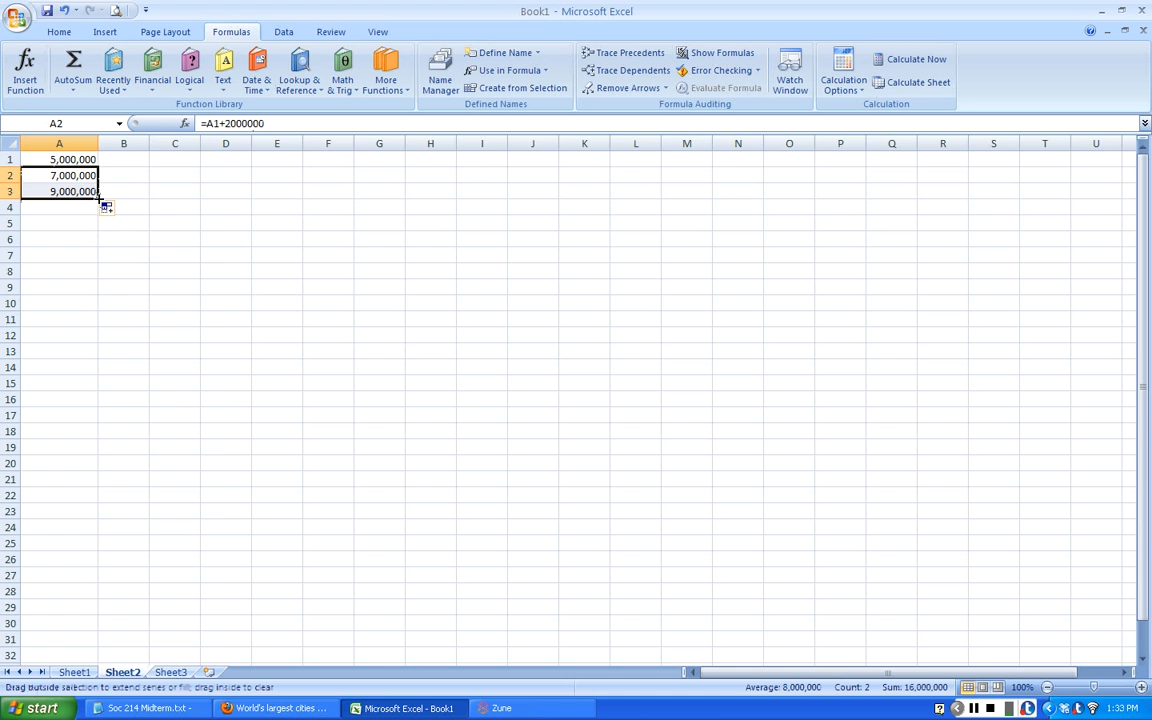 Book1 - Microsoft Excel
Home Insert Page Layout Formulas Data Review View
Insert Function
AutoSum
Recently Used
Financial
Logical
Text
Date & Time
Lookup & Reference
Math & Trig
More Functions
Function Library
Name Manager
Define Name
Use in Formula
Create from Selection
Defined Names
Trace Precedents
Trace Dependents
Remove Arrows
Show Formulas
Error Checking
Evaluate Formula
Formula Auditing
Watch Window
Calculation Options
Calculate Now
Calculate Sheet
Calculation
A2 fx =A1+2000000
A B C D E F G H I J K L M N O P Q R S T U
1 5,000,000
2 7,000,000
3 9,000,000
4
5
6
7
8
9
10
11
12
13
14
15
16
17
18
19
20
21
22
23
24
25
26
27
28
29
30
31
32
Sheet1 Sheet2 Sheet3
Drag outside selection to extend series or fill; drag inside to clear Average: 8,000,000 Count: 2 Sum: 16,000,000 100%
start Soc 214 Midterm.txt - World's largest cities ... Microsoft Excel - Book1 Zune 1:33 PM